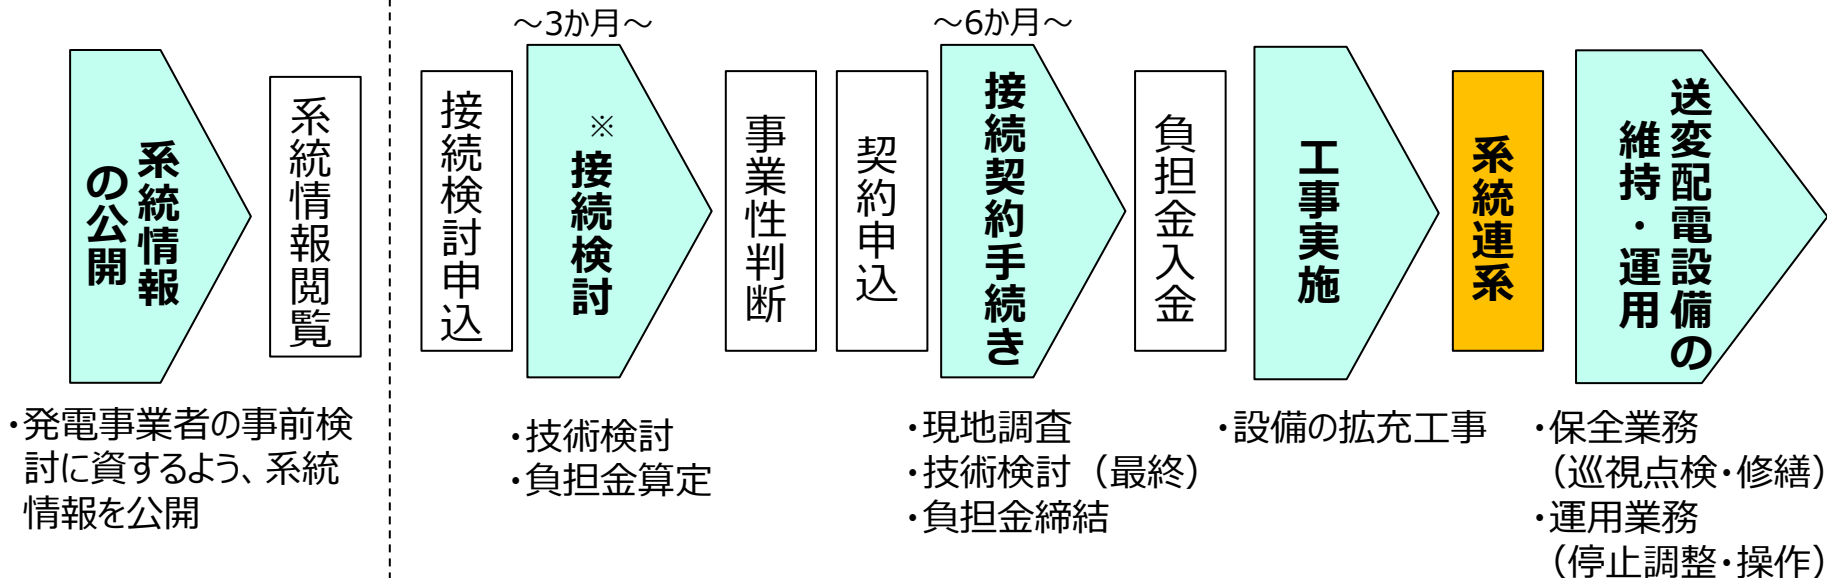 ～3か月～
～6か月～
系統情報
の公開
系統情報閲覧
接続検討申込
※接続検討
事業性判断
契約申込
接続契約手続き
負担金入金
工事実施
系統連系
送変配電設備の
維持・運用
・発電事業者の事前検
討に資するよう、系統
情報を公開
・技術検討
・負担金算定
・現地調査
・技術検討（最終）
・負担金締結
・設備の拡充工事
・保全業務
（巡視点検・修繕）
・運用業務
（停止調整・操作）